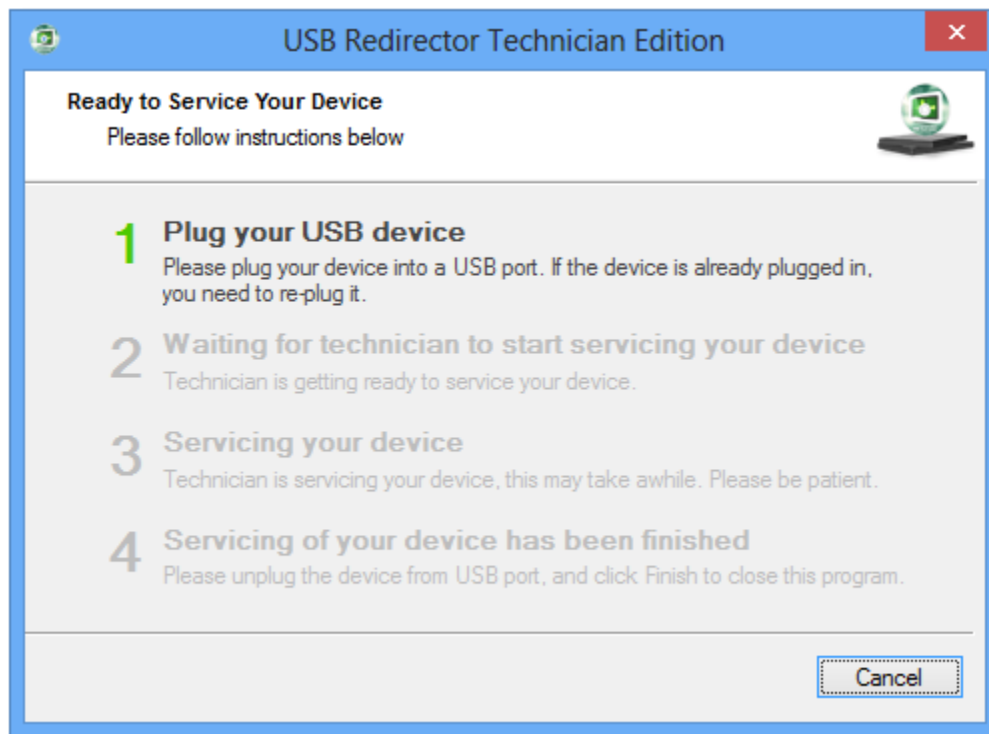 USB Redirector Technician Edition
Ready to Service Your Device
Please follow instructions below
1 Plug your USB device
Please plug your device into a USB port. If the device is already plugged in,
you need to re-plug it.
2 Waiting for technician to start servicing your device
Technician is getting ready to service your device.
3 Servicing your device
Technician is servicing your device, this may take awhile. Please be patient.
4 Servicing of your device has been finished
Please unplug the device from USB port, and click Finish to close this program.
Cancel